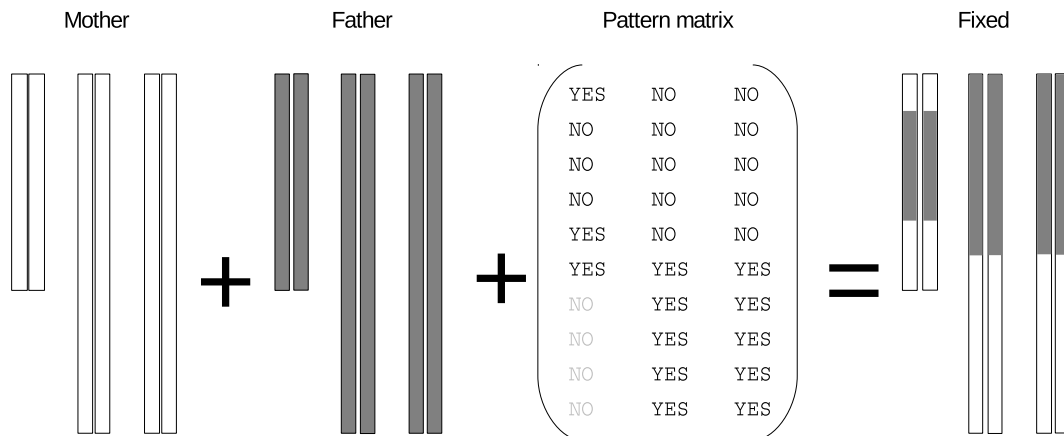 Mother Father Pattern matrix Fixed
YES NO NO
NO NO NO
NO NO NO
NO NO NO
YES NO NO
+ + YES YES YES =
NO YES YES
NO YES YES
NO YES YES
NO YES YES